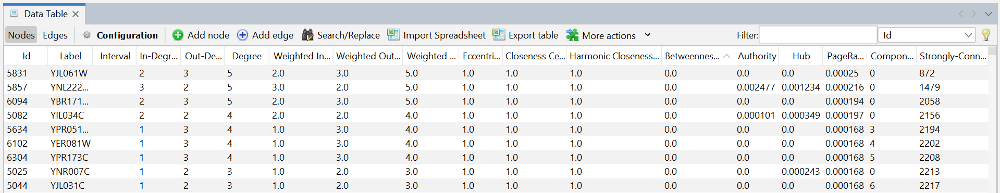 Data Table
Nodes Edges Configuration Add node Add edge Search/Replace Import Spreadsheet Export table More actions Filter: Id
Id Label Interval In-Degr... Out-De... Degree Weighted In... Weighted Out... Weighted ... Eccentri... Closeness Ce... Harmonic Closeness... Betweennes... Authority Hub PageRa... Compon... Strongly-Conn...
5831 YJL061W 2 3 5 2.0 3.0 5.0 1.0 1.0 1.0 0.0 0.0 0.0 0.00025 0 872
5857 YNL222... 3 2 5 3.0 2.0 5.0 1.0 1.0 1.0 0.0 0.002477 0.001234 0.000216 0 1479
6094 YBR171... 2 3 5 2.0 3.0 5.0 1.0 1.0 1.0 0.0 0.0 0.0 0.000194 0 2058
5082 YIL034C 2 2 4 2.0 2.0 4.0 1.0 1.0 1.0 0.0 0.000101 0.000349 0.000197 0 2156
5634 YPR051... 1 3 4 1.0 3.0 4.0 1.0 1.0 1.0 0.0 0.0 0.0 0.000168 3 2194
6102 YER081W 1 3 4 1.0 3.0 4.0 1.0 1.0 1.0 0.0 0.0 0.0 0.000168 4 2202
6304 YPR173C 1 3 4 1.0 3.0 4.0 1.0 1.0 1.0 0.0 0.0 0.0 0.000168 5 2208
5025 YNR007C 1 2 3 1.0 2.0 3.0 1.0 1.0 1.0 0.0 0.0 0.000243 0.000168 0 2213
5044 YJL031C 1 2 3 1.0 2.0 3.0 1.0 1.0 1.0 0.0 0.0 0.0 0.000168 6 2217